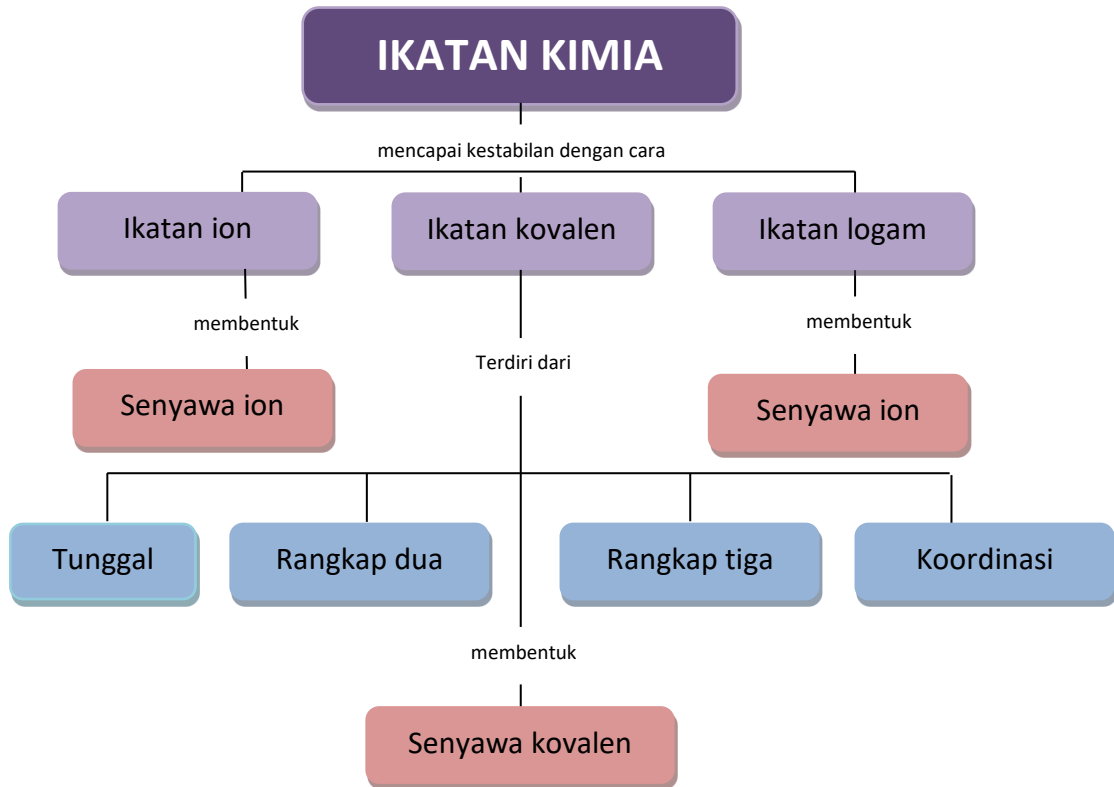 IKATAN KIMIA
mencapai kestabilan dengan cara
Ikatan ion
Ikatan kovalen
Ikatan logam
membentuk
membentuk
Terdiri dari
Senyawa ion
Senyawa ion
Tunggal
Rangkap dua
Rangkap tiga
Koordinasi
membentuk
Senyawa kovalen